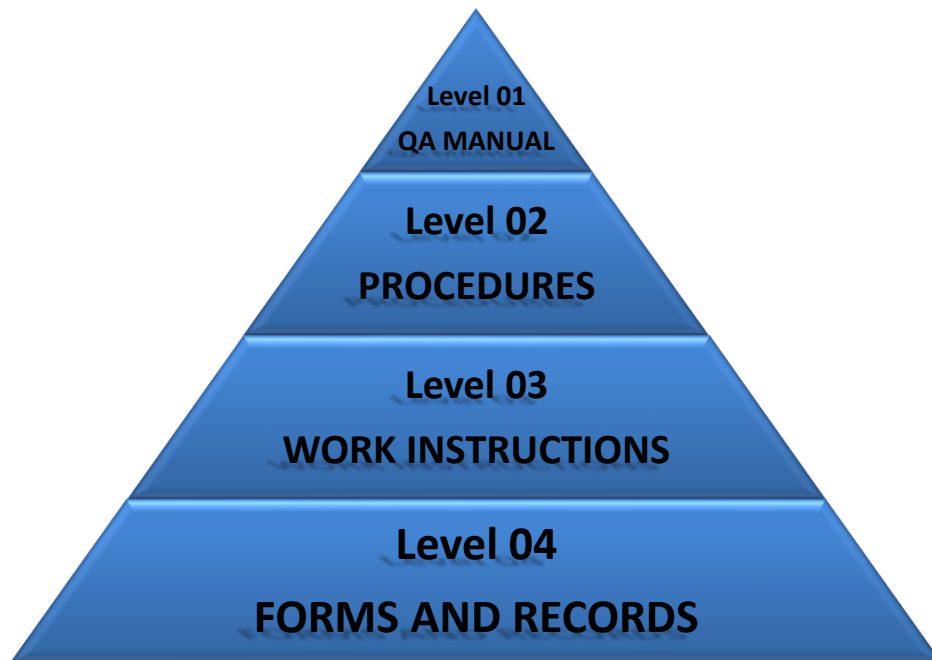 Level 01
QA MANUAL
Level 02
PROCEDURES
Level 03
WORK INSTRUCTIONS
Level 04
FORMS AND RECORDS